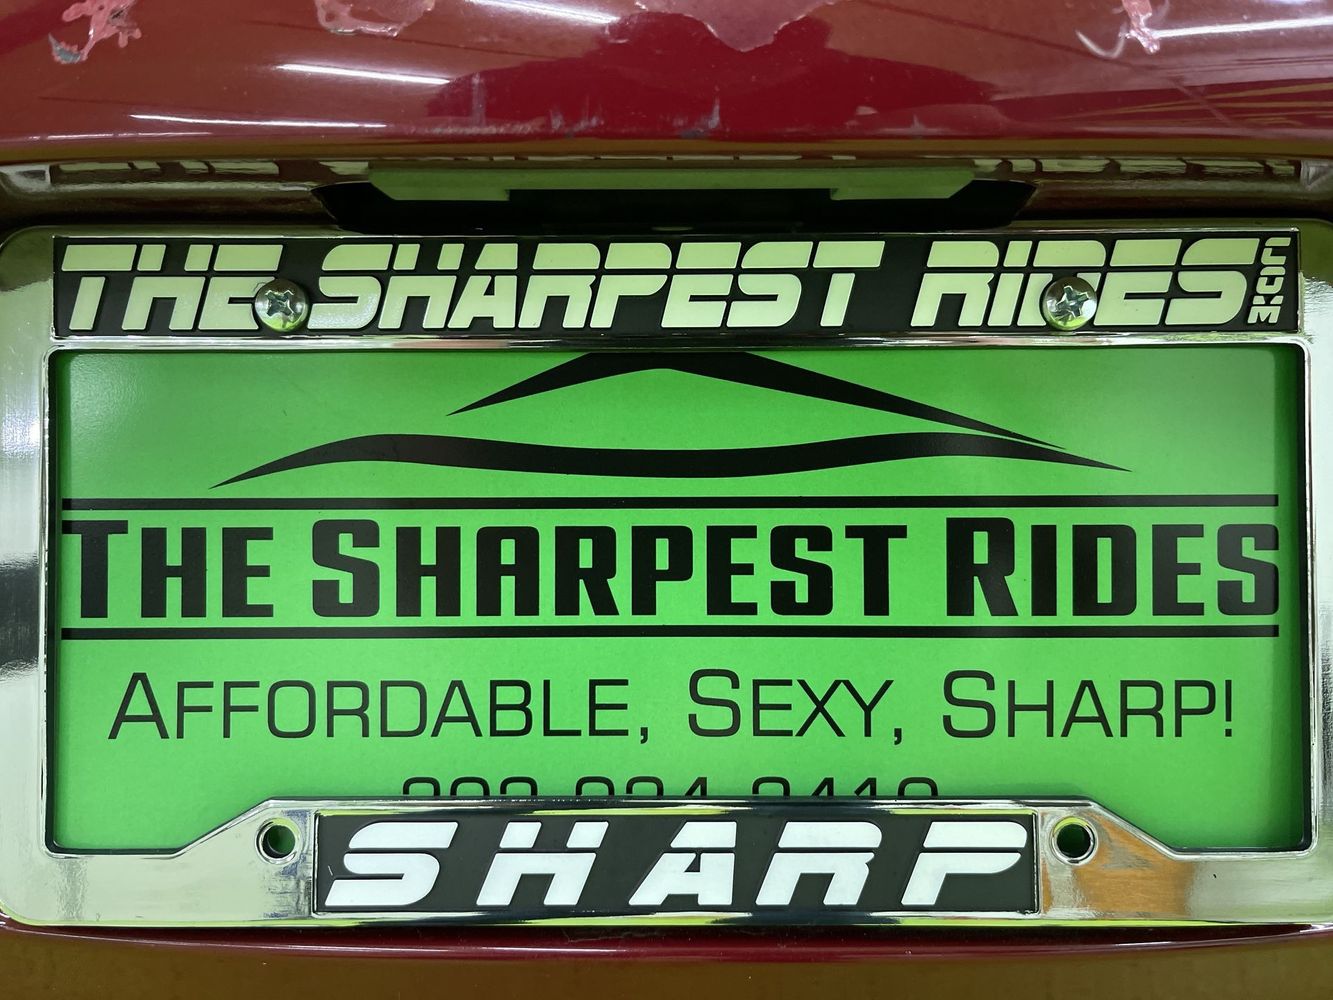 THE SHARPEST RIDES.COM
THE SHARPEST RIDES
AFFORDABLE, SEXY, SHARP!
SHARP